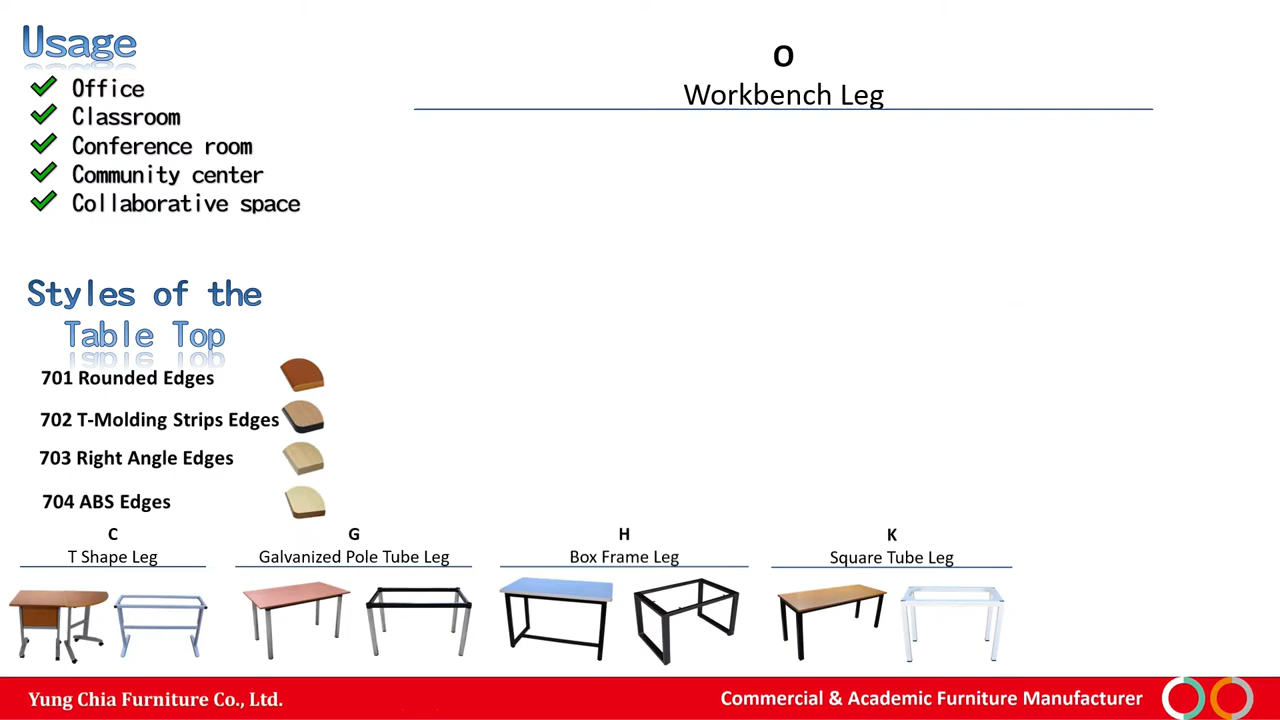 Usage
Office
Classroom
Conference room
Community center
Collaborative space
O
Workbench Leg
Styles of the
Table Top
701 Rounded Edges
702 T-Molding Strips Edges
703 Right Angle Edges
704 ABS Edges
C
T Shape Leg
G
Galvanized Pole Tube Leg
H
Box Frame Leg
K
Square Tube Leg
Yung Chia Furniture Co., Ltd.
Commercial & Academic Furniture Manufacturer